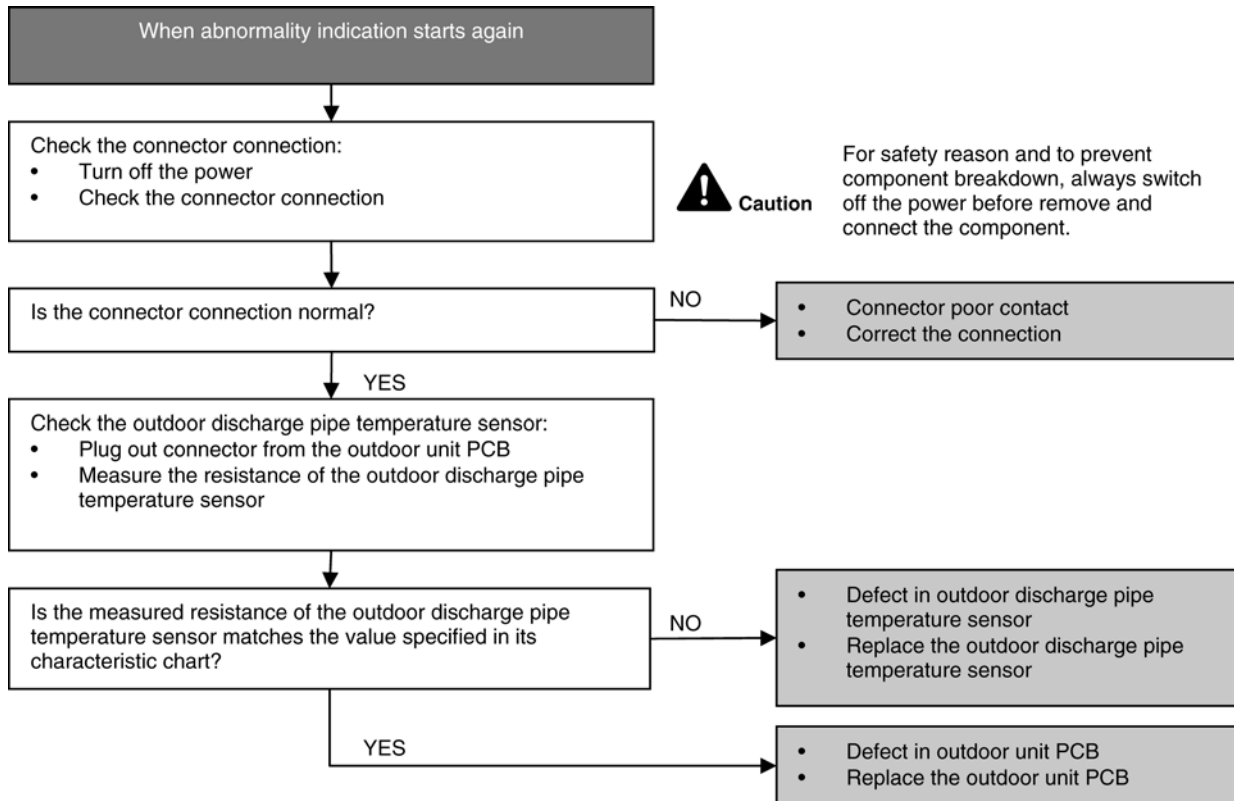 When abnormality indication starts again
Check the connector connection:
• Turn off the power
• Check the connector connection
Caution
For safety reason and to prevent
component breakdown, always switch
off the power before remove and
connect the component.
Is the connector connection normal?
NO
• Connector poor contact
• Correct the connection
YES
Check the outdoor discharge pipe temperature sensor:
• Plug out connector from the outdoor unit PCB
• Measure the resistance of the outdoor discharge pipe
temperature sensor
Is the measured resistance of the outdoor discharge pipe
temperature sensor matches the value specified in its
characteristic chart?
NO
• Defect in outdoor discharge pipe
temperature sensor
• Replace the outdoor discharge pipe
temperature sensor
YES
• Defect in outdoor unit PCB
• Replace the outdoor unit PCB